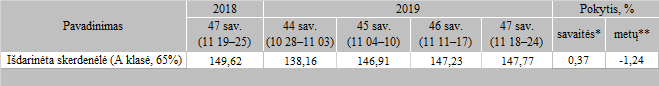 Pavadinimas 2018 2019 Pokytis, %
47 sav. (11 19–25) 44 sav. (10 28–11 03) 45 sav. (11 04–10) 46 sav. (11 11–17) 47 sav. (11 18–24) savaitės* metų**
Išdarinėta skerdenėlė (A klasė, 65%) 149,62 138,16 146,91 147,23 147,77 0,37 -1,24